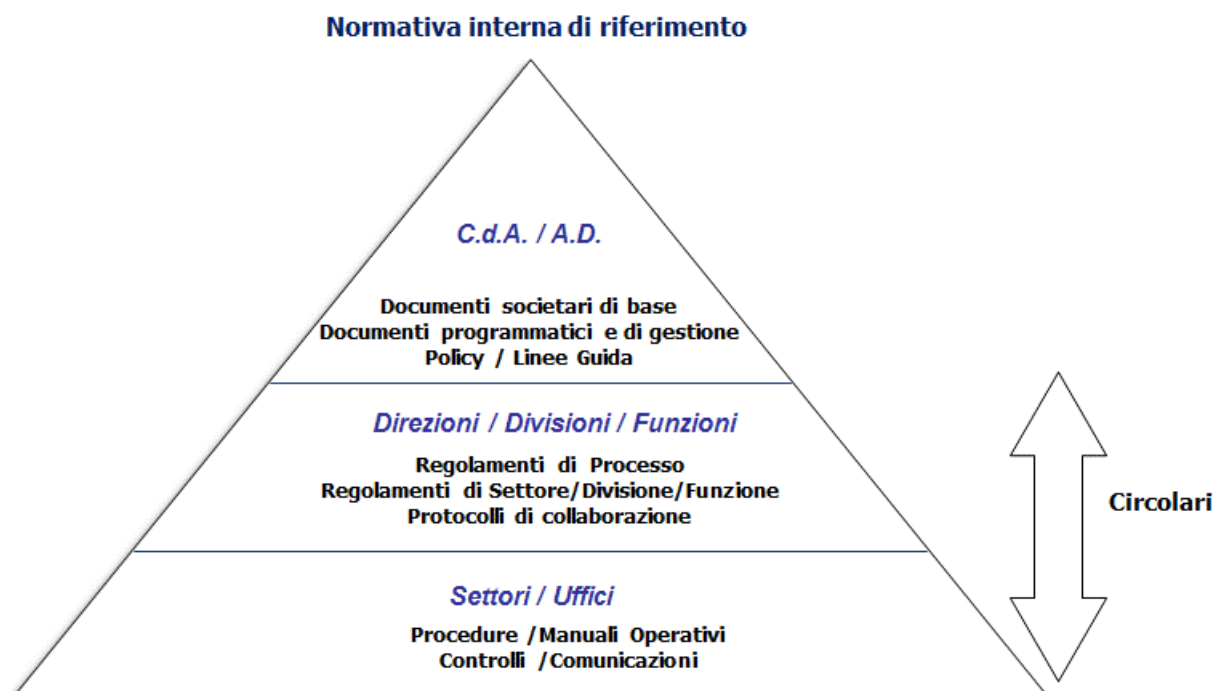 Normativa interna di riferimento
C.d.A. / A.D.
Documenti societari di base
Documenti programmatici e di gestione
Policy / Linee Guida
Direzioni / Divisioni / Funzioni
Regolamenti di Processo
Regolamenti di Settore/Divisione/Funzione
Protocolli di collaborazione
Circolari
Settori / Uffici
Procedure /Manuali Operativi
Controlli /Comunicazioni